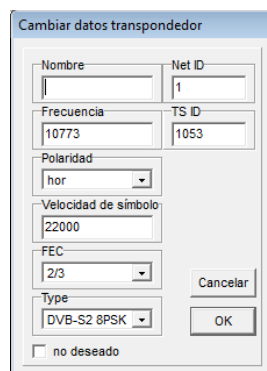 Cambiar datos transpondedor
Nombre Net ID
1
Frecuencia TS ID
10773 1053
Polaridad
hor
Velocidad de símbolo
22000
FEC
2/3
Cancelar
Type
DVB-S2 8PSK OK
no deseado